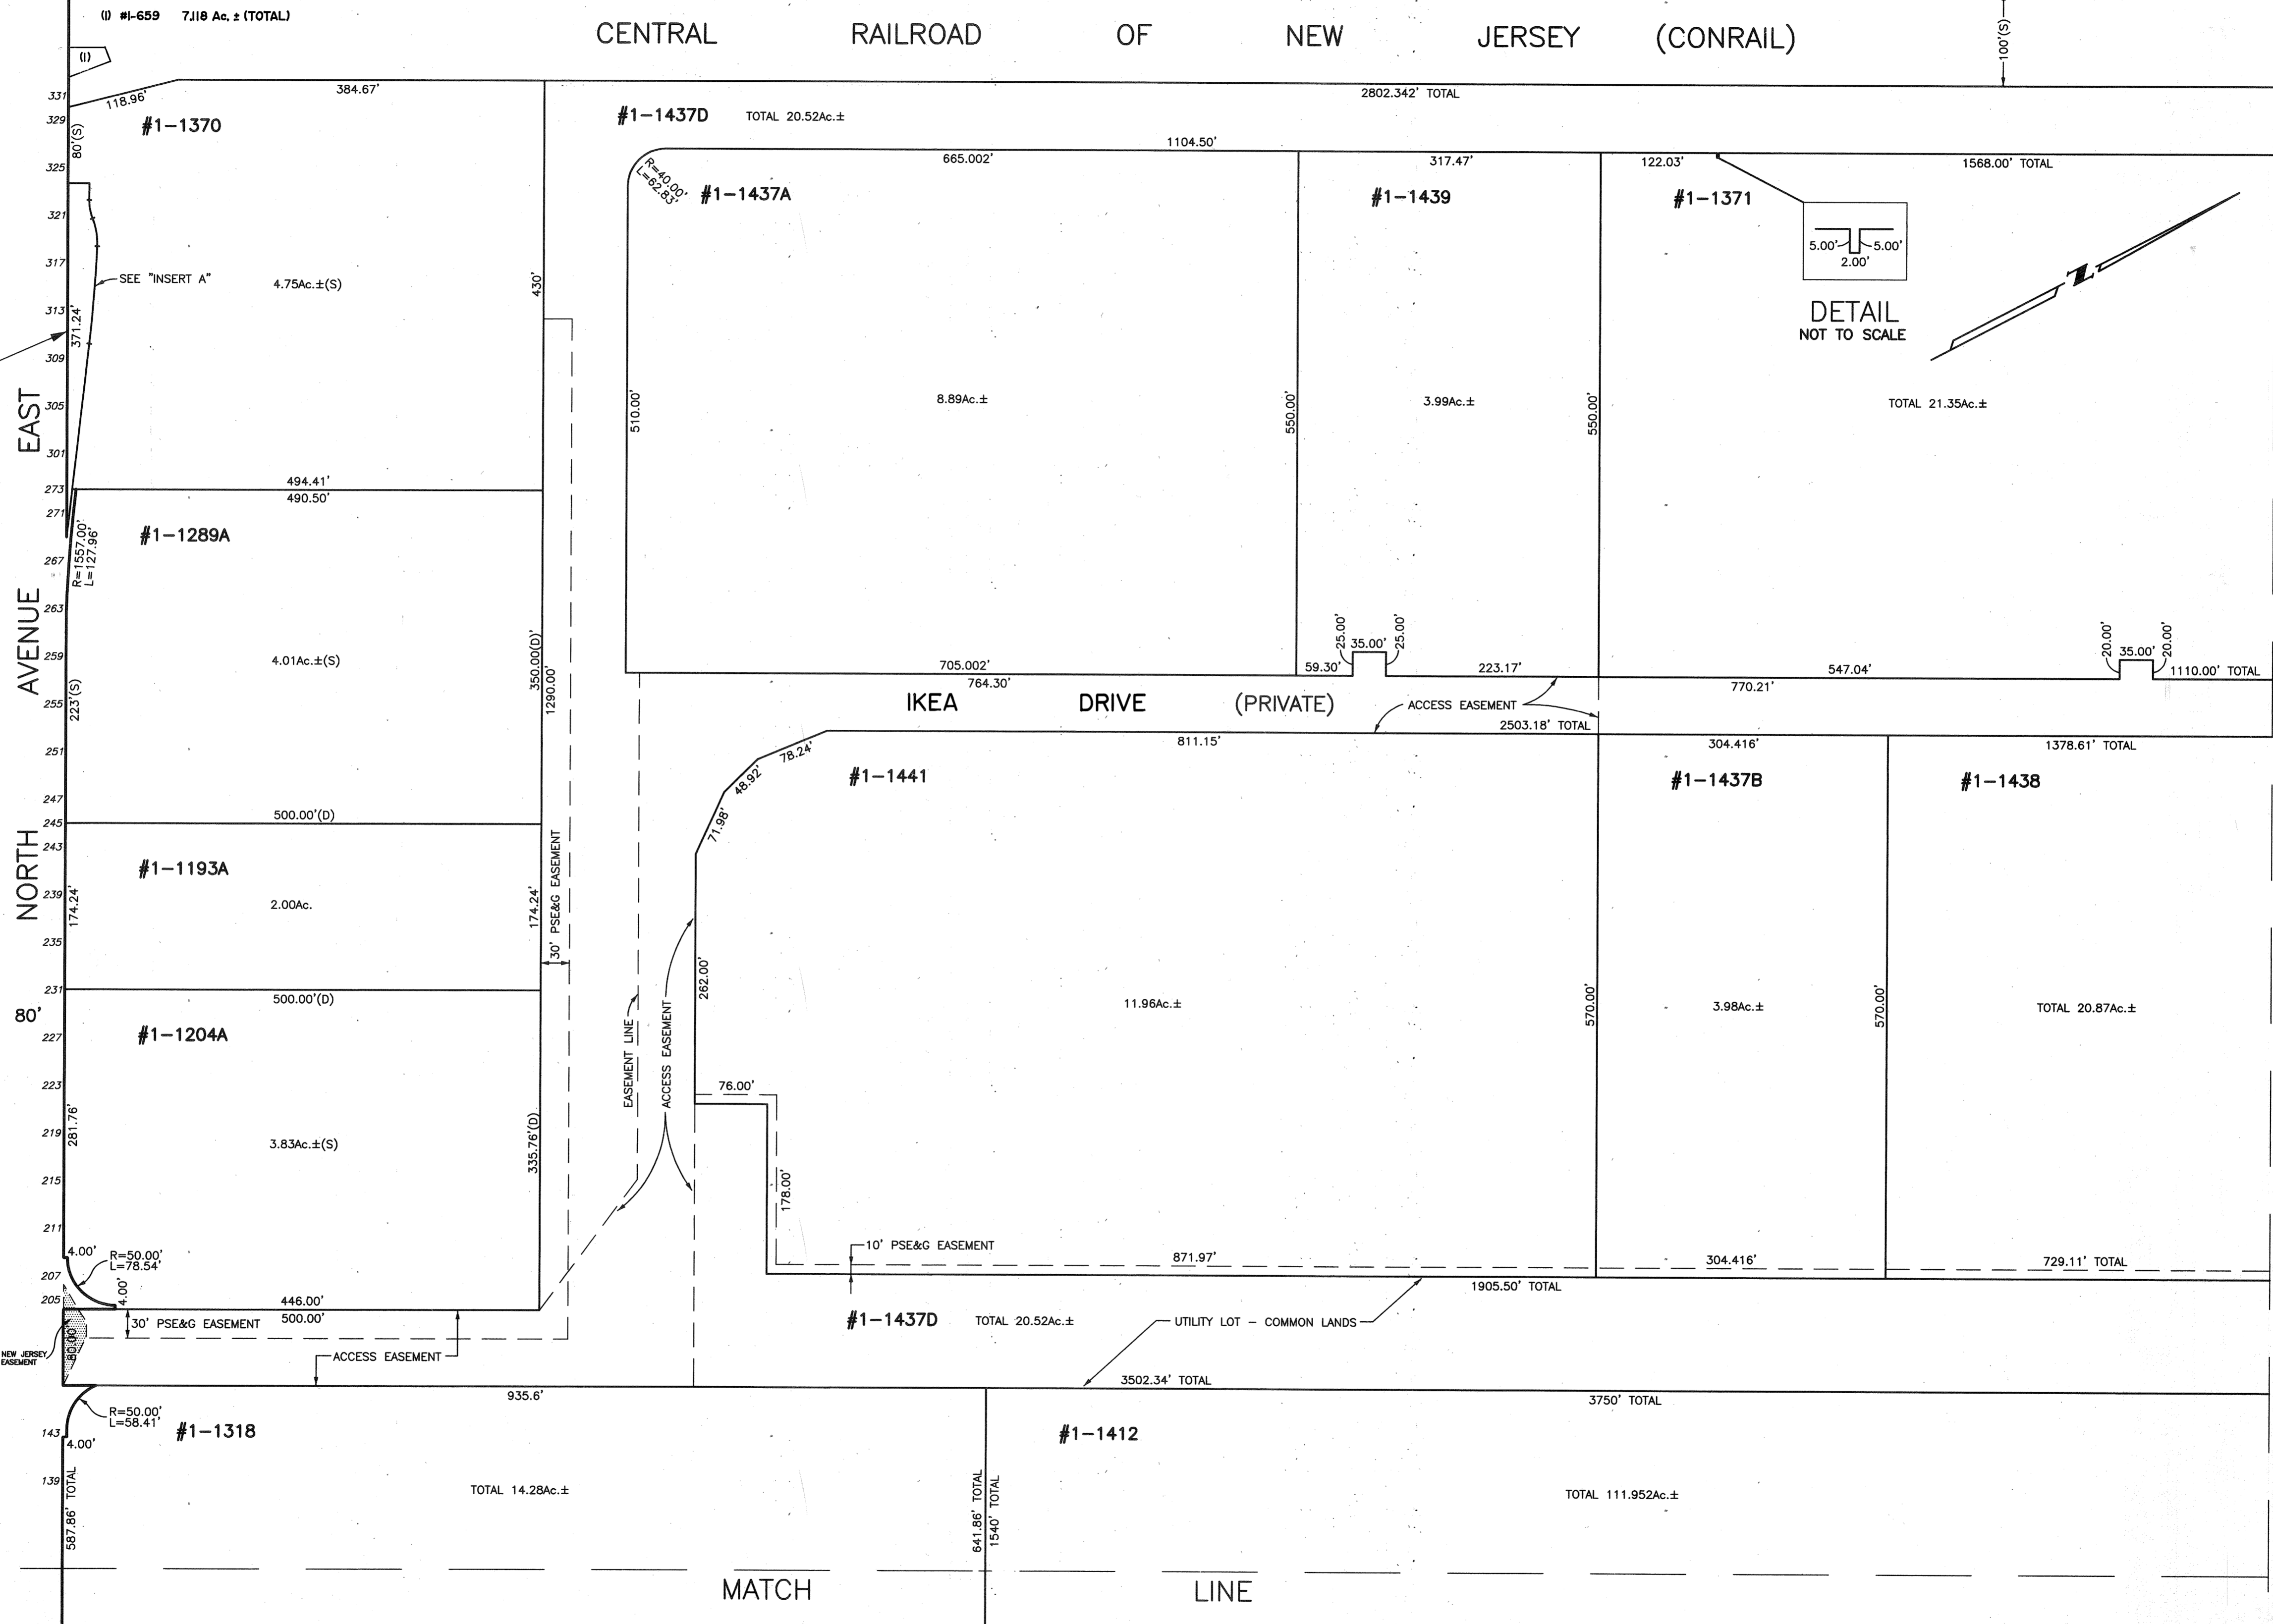 (1) #1-659 7.118 Ac. ± (TOTAL)
(1)
CENTRAL RAILROAD OF NEW JERSEY (CONRAIL)
100'(S)
331
329
325
321
317
313
309
305
301
273
271
267
263
259
255
251
247
245
243
239
235
231
227
223
219
215
211
207
205
143
139
NORTH AVENUE EAST
80'
118.96'
384.67'
#1-1370
80'(S)
SEE "INSERT A"
4.75Ac.±(S)
371.24'
430'
494.41'
490.50'
#1-1289A
R=1557.00'
L=127.96'
4.01Ac.±(S)
223'(S)
350.00(D)'
1290.00'
500.00'(D)
#1-1193A
2.00Ac.
174.24'
174.24'
30' PSE&G EASEMENT
500.00'(D)
#1-1204A
3.83Ac.±(S)
281.76'
335.76'(D)
4.00'
R=50.00'
L=78.54'
4.00'
446.00'
500.00'
30' PSE&G EASEMENT
80.00'
NEW JERSEY
EASEMENT
ACCESS EASEMENT
2802.342' TOTAL
#1-1437D TOTAL 20.52Ac.±
1104.50'
665.002'
R=40.00'
L=62.83'
#1-1437A
8.89Ac.±
510.00'
550.00'
705.002'
764.30'
317.47'
#1-1439
3.99Ac.±
550.00'
59.30'
25.00'
35.00'
25.00'
223.17'
122.03'
1568.00' TOTAL
#1-1371
5.00'
5.00'
2.00'
DETAIL
NOT TO SCALE
N
TOTAL 21.35Ac.±
547.04'
770.21'
20.00'
35.00'
20.00'
1110.00' TOTAL
IKEA DRIVE (PRIVATE)
ACCESS EASEMENT
2503.18' TOTAL
811.15'
78.24'
48.92'
71.98'
#1-1441
11.96Ac.±
262.00'
EASEMENT LINE
ACCESS EASEMENT
76.00'
178.00'
10' PSE&G EASEMENT
871.97'
570.00'
304.416'
#1-1437B
3.98Ac.±
304.416'
570.00'
1378.61' TOTAL
#1-1438
TOTAL 20.87Ac.±
729.11' TOTAL
1905.50' TOTAL
#1-1437D TOTAL 20.52Ac.±
UTILITY LOT - COMMON LANDS
935.6'
3502.34' TOTAL
3750' TOTAL
R=50.00'
L=58.41'
4.00'
#1-1318
TOTAL 14.28Ac.±
587.86' TOTAL
641.86' TOTAL
1540' TOTAL
#1-1412
TOTAL 111.952Ac.±
MATCH LINE